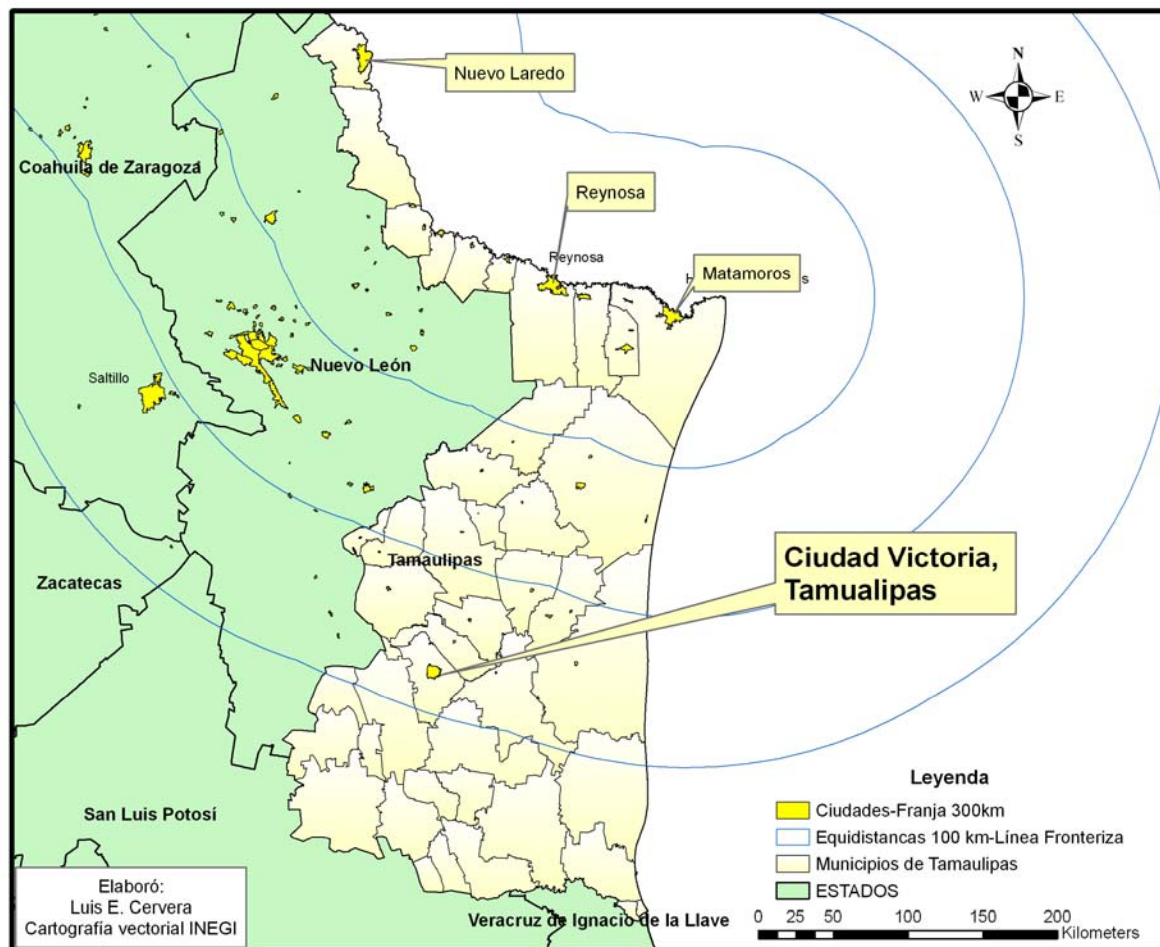 Nuevo Laredo
N
W E
S
Coahuila de Zaragoza
Reynosa
Reynosa
Matamoros
Nuevo León
Saltillo
Tamaulipas
Ciudad Victoria,
Tamualipas
Zacatecas
San Luis Potosí
Veracruz de Ignacio de la Llave
Leyenda
Ciudades-Franja 300km
Equidistancas 100 km-Línea Fronteriza
Municipios de Tamaulipas
ESTADOS
0 25 50 100 150 200
Kilometers
Elaboró:
Luis E. Cervera
Cartografía vectorial INEGI